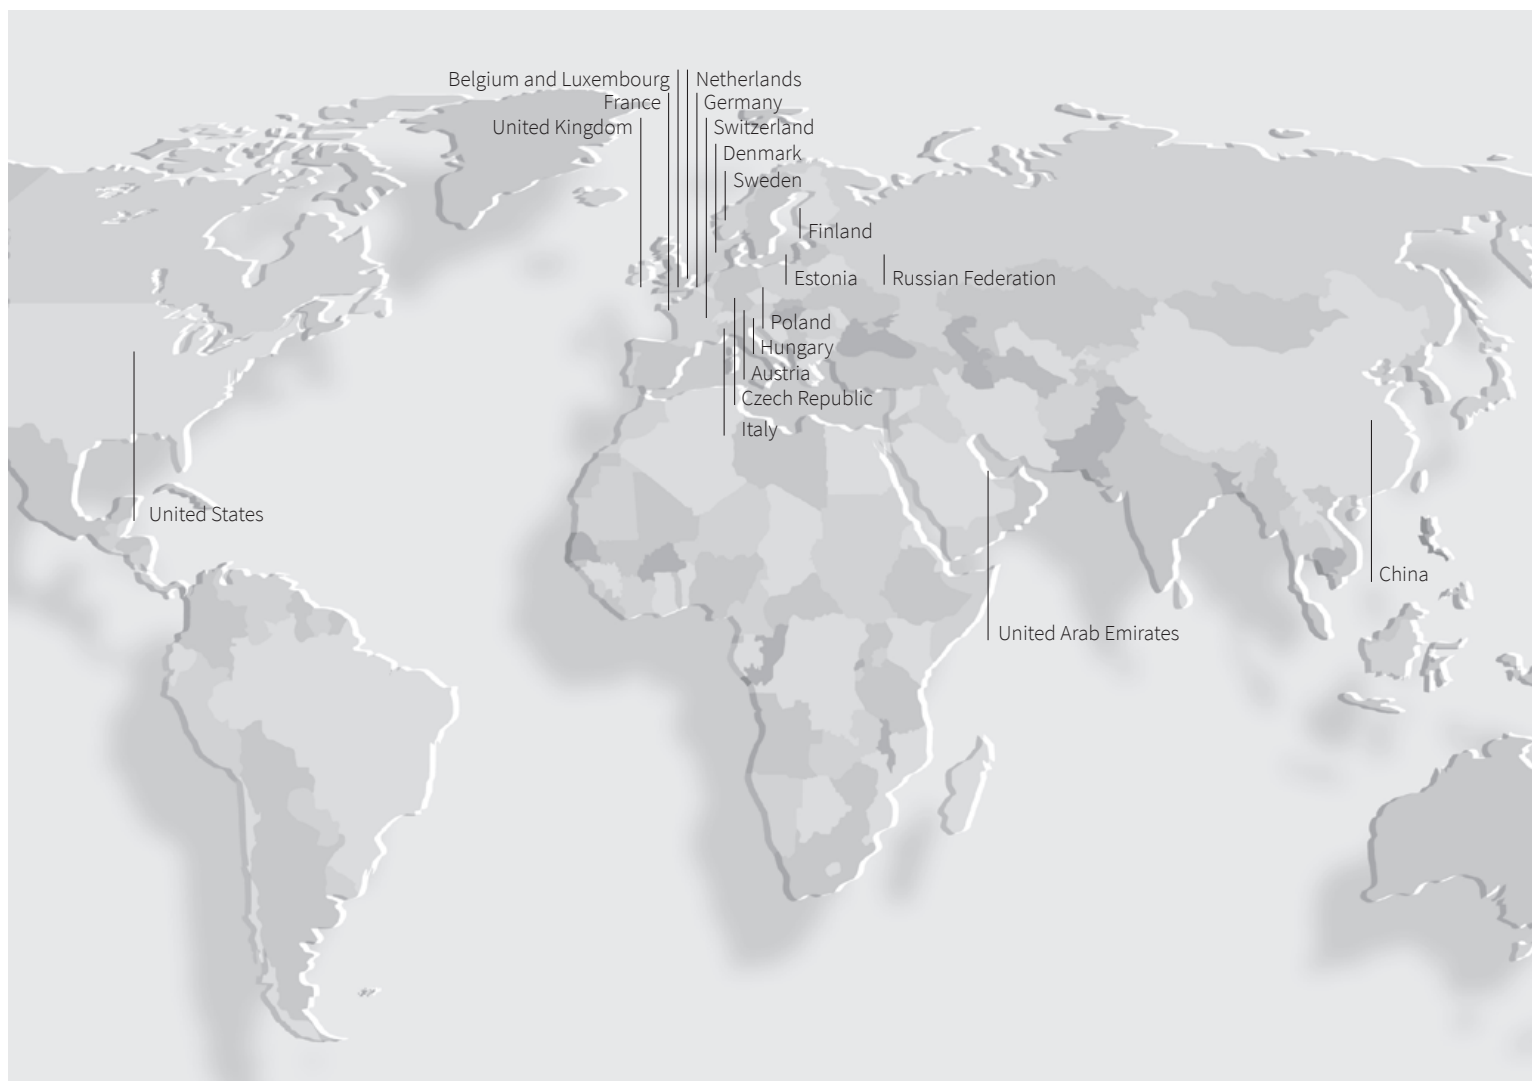 Belgium and Luxembourg
Netherlands
France
Germany
United Kingdom
Switzerland
Denmark
Sweden
Finland
Estonia
Russian Federation
Poland
Hungary
Austria
Czech Republic
Italy
United States
China
United Arab Emirates